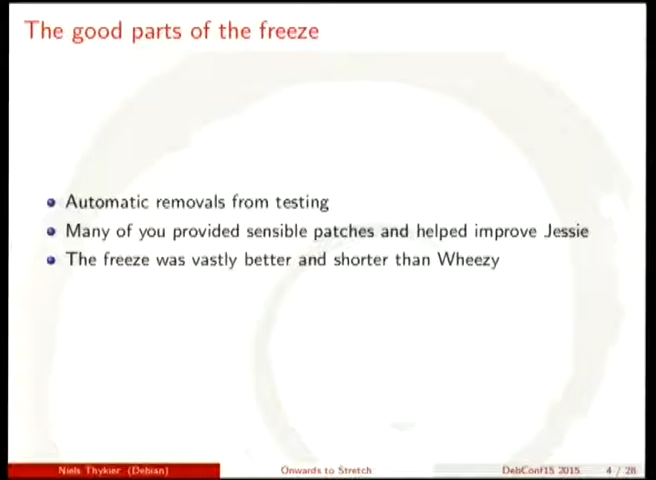 The good parts of the freeze
Automatic removals from testing
Many of you provided sensible patches and helped improve Jessie
The freeze was vastly better and shorter than Wheezy
Niels Thykier (Debian)
Onwards to Stretch
DebConf15 2015
4 / 28